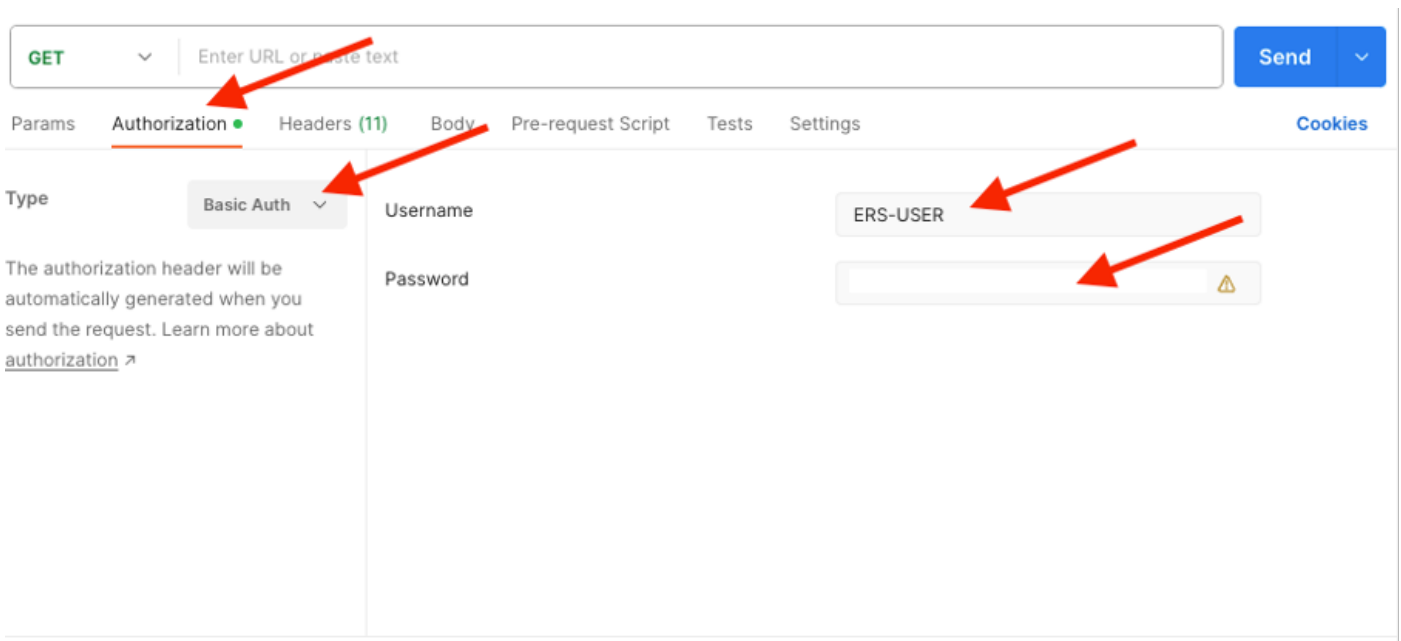 GET Enter URL or paste text Send
Params Authorization Headers (11) Body Pre-request Script Tests Settings Cookies
Type Basic Auth
Username ERS-USER
Password
The authorization header will be
automatically generated when you
send the request. Learn more about
authorization ↗